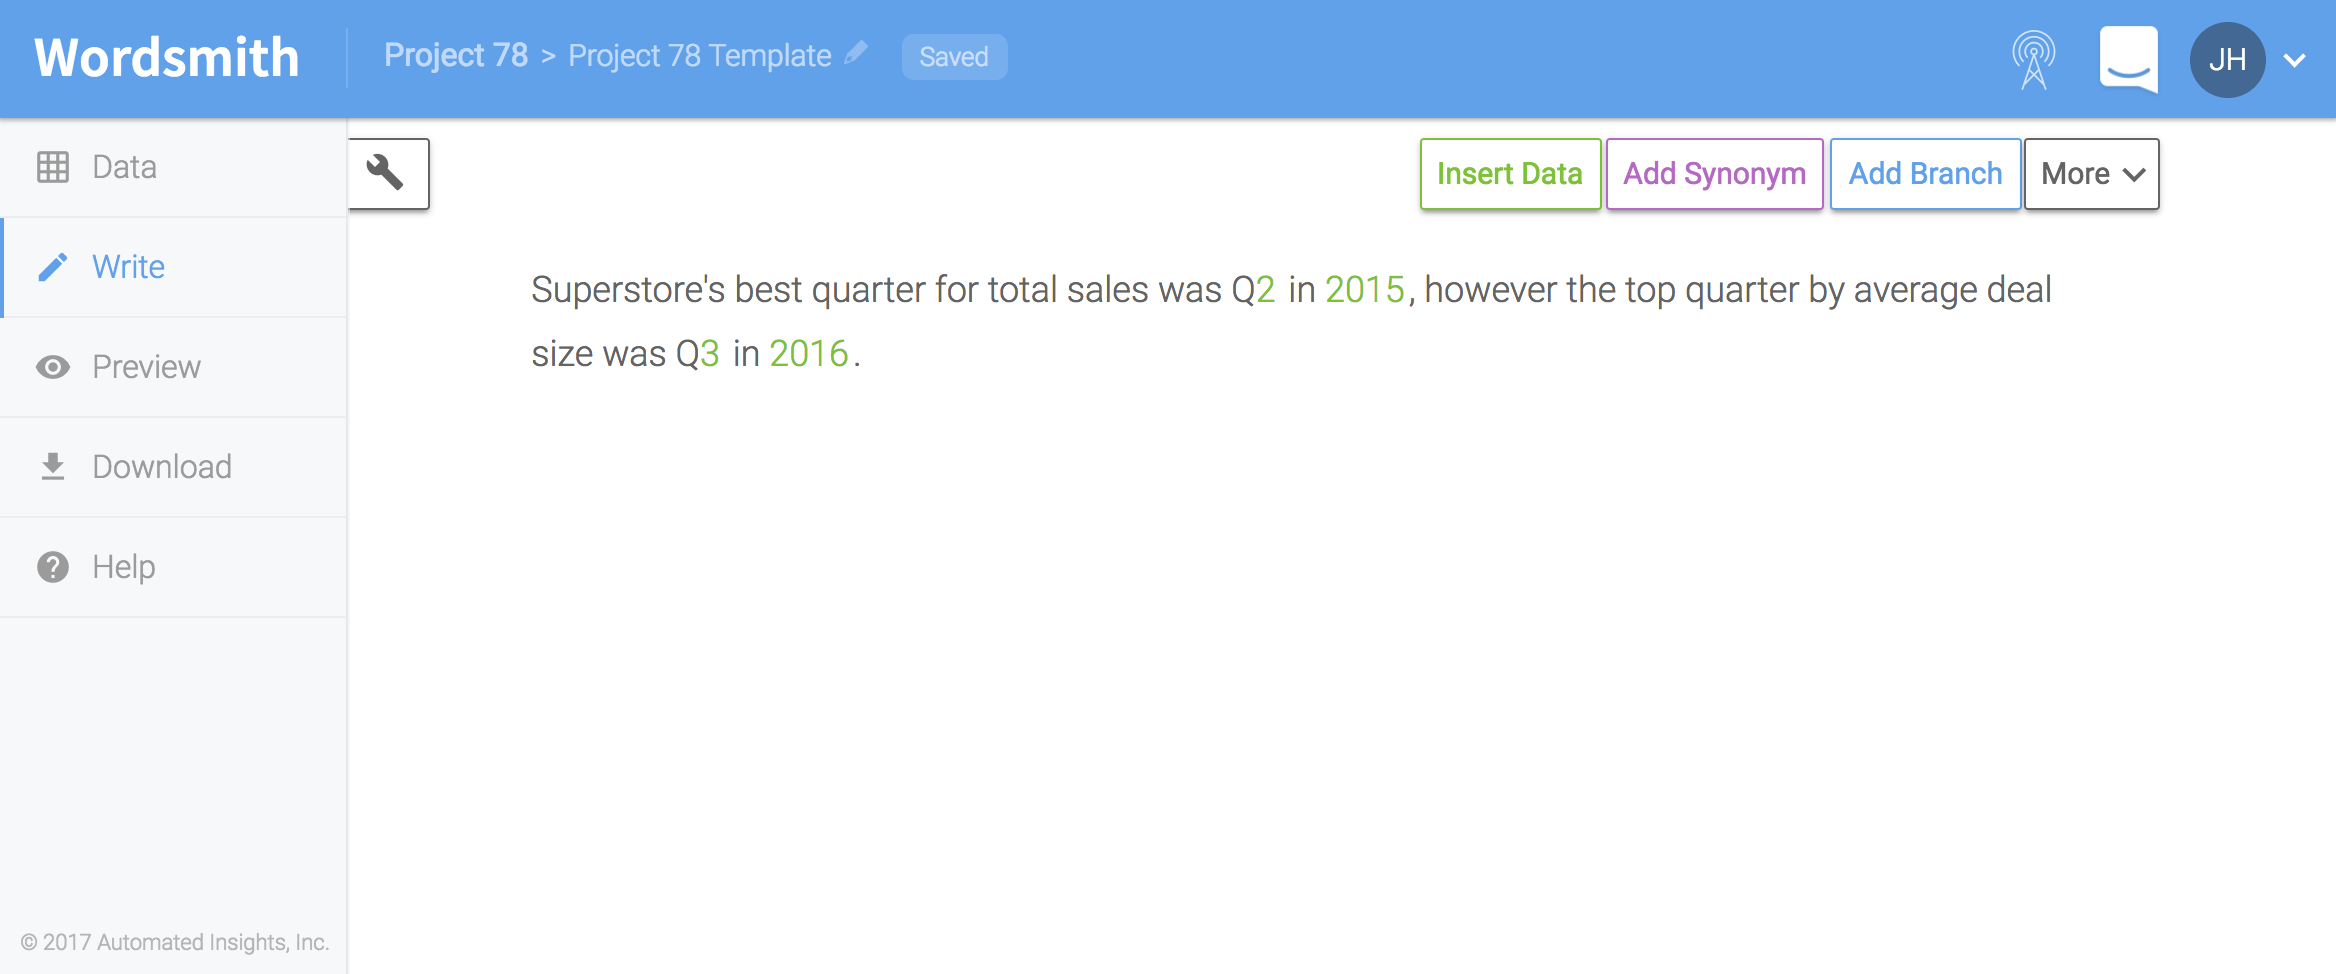 Wordsmith
Project 78 > Project 78 Template
Saved
JH
Data
Write
Preview
Download
Help
© 2017 Automated Insights, Inc.
Insert Data
Add Synonym
Add Branch
More
Superstore's best quarter for total sales was Q2 in 2015, however the top quarter by average deal
size was Q3 in 2016.